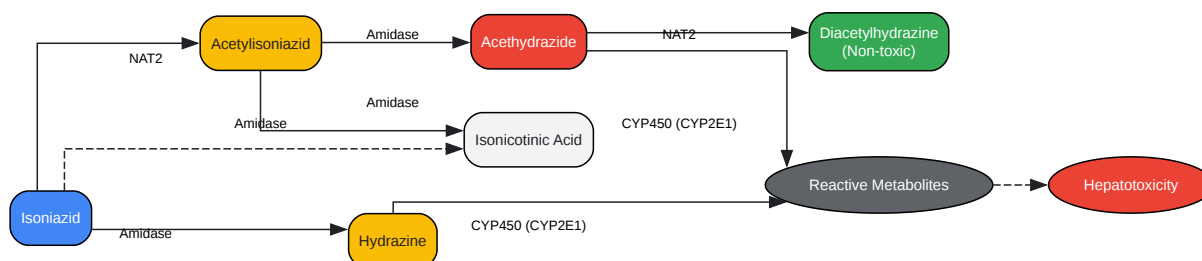 Acetylisoniazid
Amidase
Acethydrazide
NAT2
Diacetylhydrazine
(Non-toxic)
NAT2
Amidase
Amidase
Isonicotinic Acid
CYP450 (CYP2E1)
Reactive Metabolites
Hepatotoxicity
Isoniazid
Amidase
Hydrazine
CYP450 (CYP2E1)